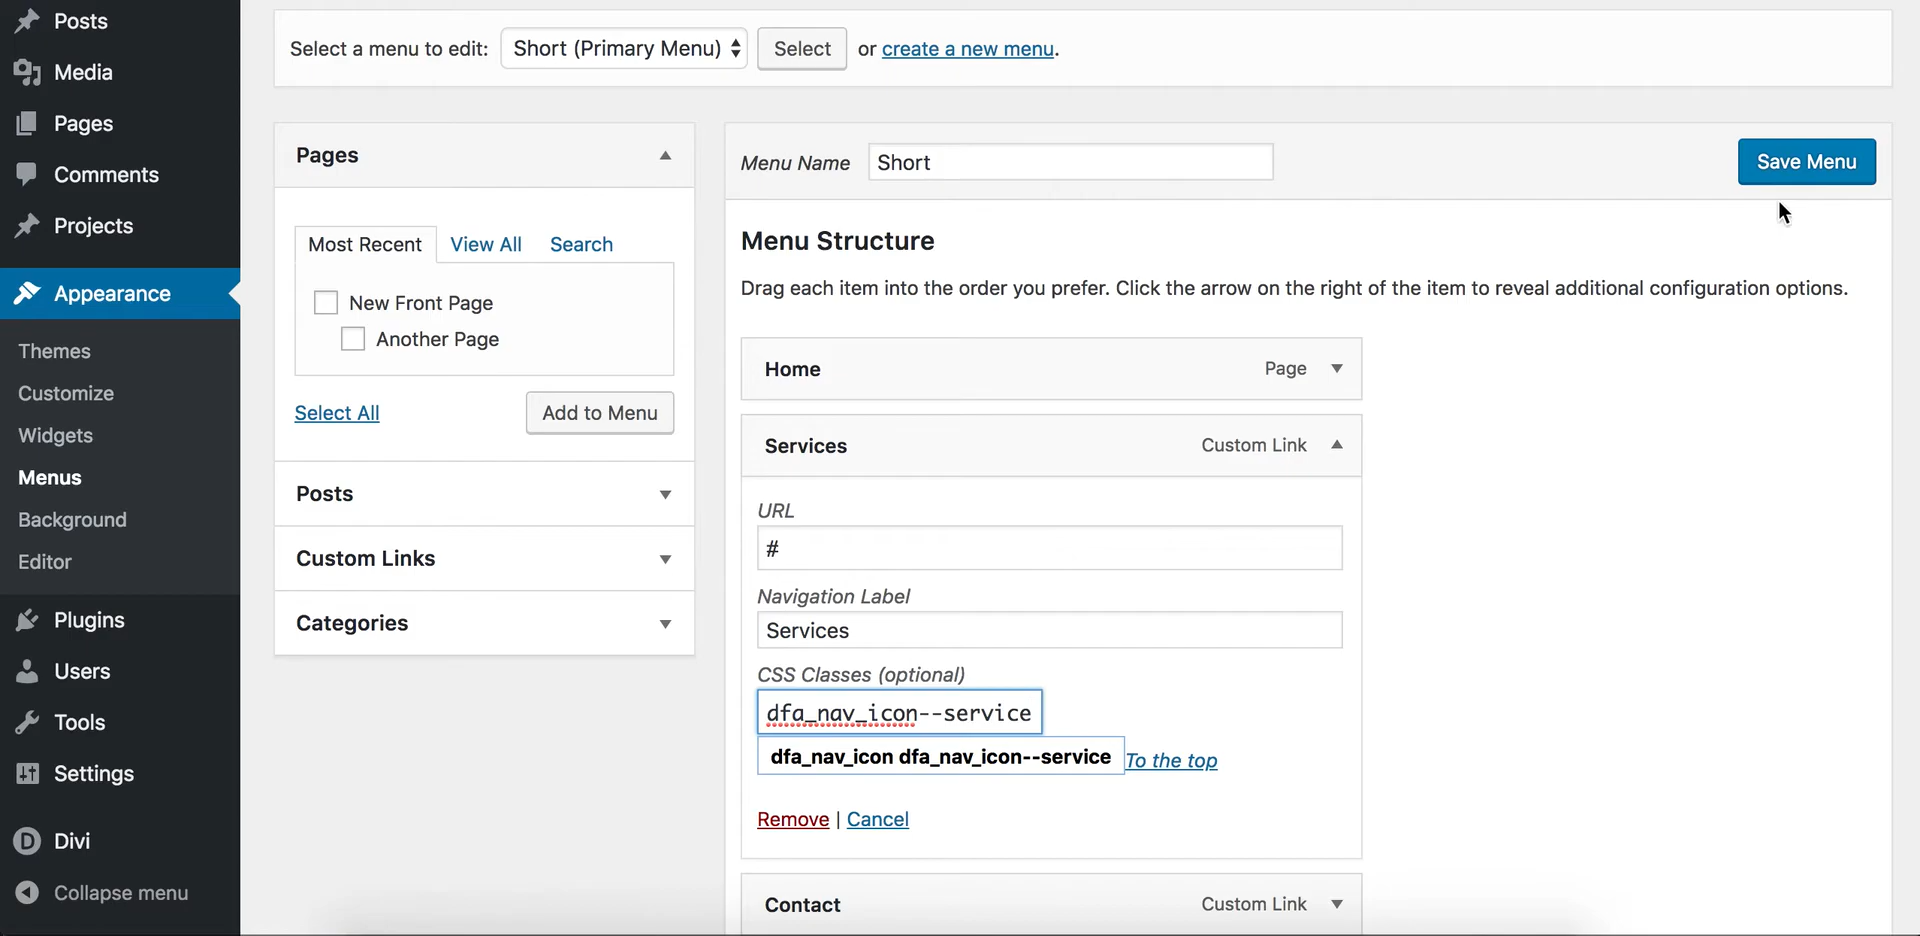 Posts
Media
Pages
Comments
Projects
Appearance
Themes
Customize
Widgets
Menus
Background
Editor
Plugins
Users
Tools
Settings
Divi
Collapse menu
Select a menu to edit: Short (Primary Menu) Select or create a new menu.
Pages
Most Recent View All Search
New Front Page
Another Page
Select All Add to Menu
Posts
Custom Links
Categories
Menu Name Short Save Menu
Menu Structure
Drag each item into the order you prefer. Click the arrow on the right of the item to reveal additional configuration options.
Home Page
Services Custom Link
URL
#
Navigation Label
Services
CSS Classes (optional)
dfa_nav_icon--service
dfa_nav_icon dfa_nav_icon--service To the top
Remove | Cancel
Contact Custom Link